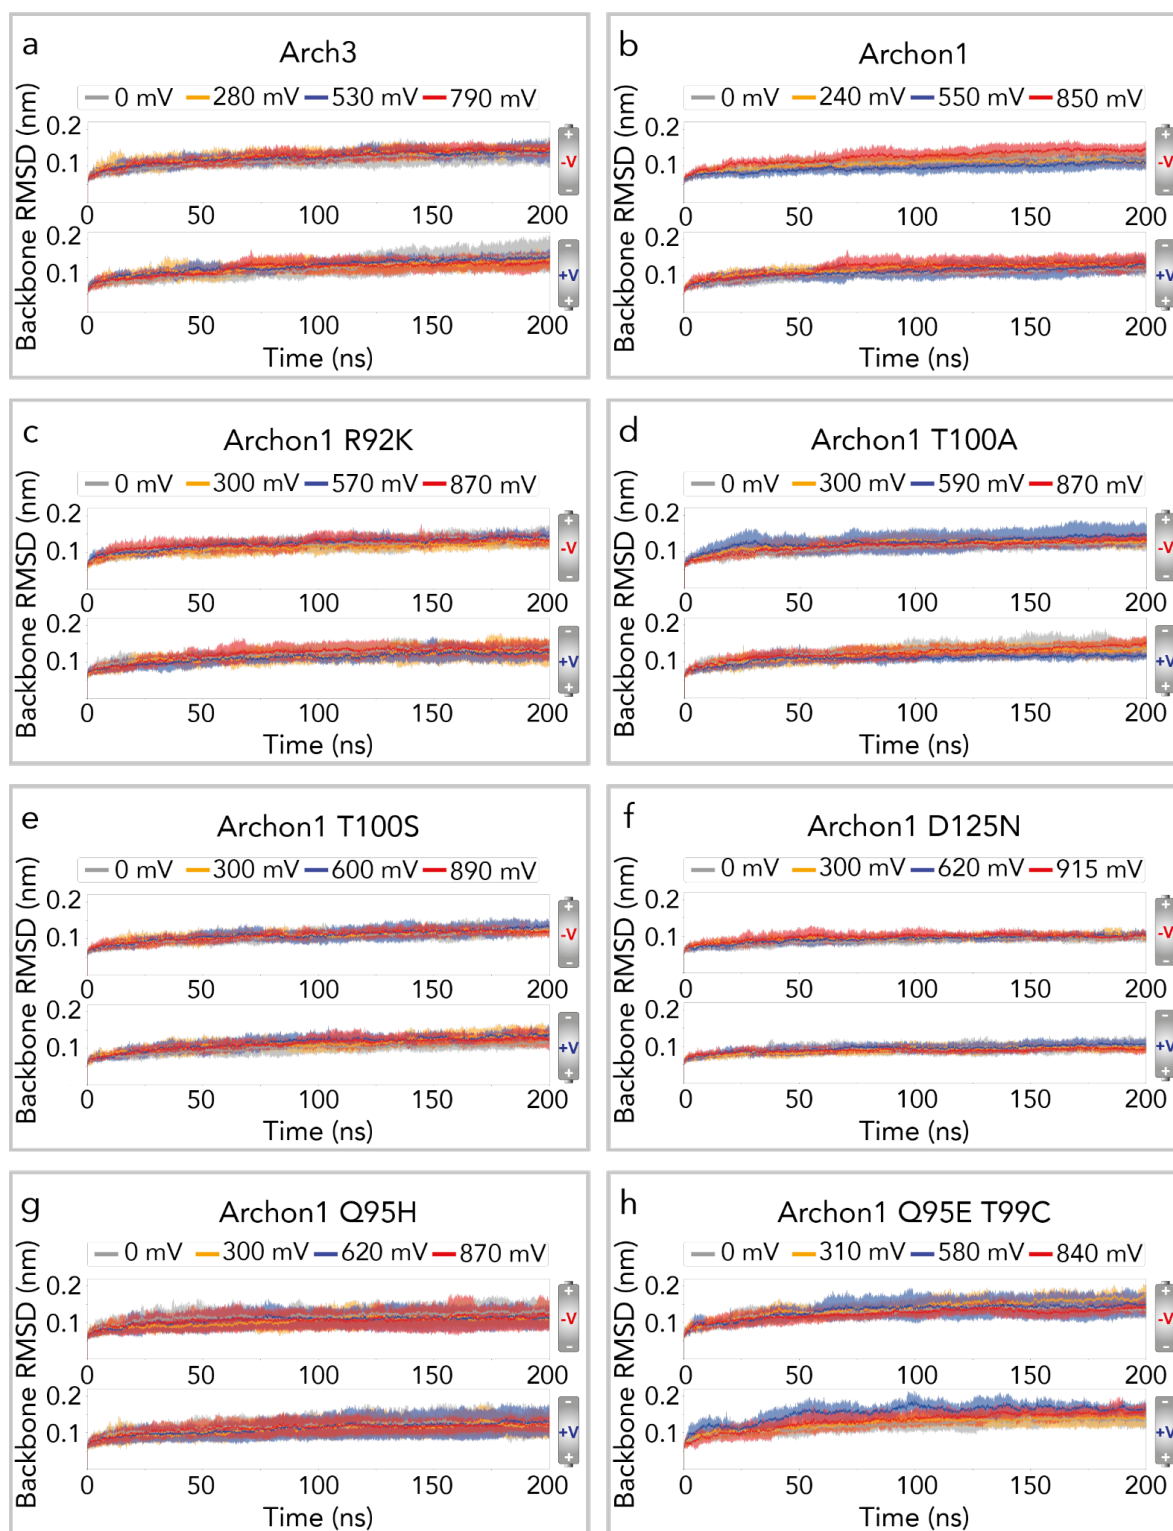 a
Arch3
0 mV 280 mV 530 mV 790 mV
Backbone RMSD (nm)
0.2
0.1
+
-V
–
0 50 100 150 200
0.2
0.1
–
+V
+
0 50 100 150 200
Time (ns)
b
Archon1
0 mV 240 mV 550 mV 850 mV
Backbone RMSD (nm)
0.2
0.1
+
-V
–
0 50 100 150 200
0.2
0.1
–
+V
+
0 50 100 150 200
Time (ns)
c
Archon1 R92K
0 mV 300 mV 570 mV 870 mV
Backbone RMSD (nm)
0.2
0.1
+
-V
–
0 50 100 150 200
0.2
0.1
–
+V
+
0 50 100 150 200
Time (ns)
d
Archon1 T100A
0 mV 300 mV 590 mV 870 mV
Backbone RMSD (nm)
0.2
0.1
+
-V
–
0 50 100 150 200
0.2
0.1
–
+V
+
0 50 100 150 200
Time (ns)
e
Archon1 T100S
0 mV 300 mV 600 mV 890 mV
Backbone RMSD (nm)
0.2
0.1
+
-V
–
0 50 100 150 200
0.2
0.1
–
+V
+
0 50 100 150 200
Time (ns)
f
Archon1 D125N
0 mV 300 mV 620 mV 915 mV
Backbone RMSD (nm)
0.2
0.1
+
-V
–
0 50 100 150 200
0.2
0.1
–
+V
+
0 50 100 150 200
Time (ns)
g
Archon1 Q95H
0 mV 300 mV 620 mV 870 mV
Backbone RMSD (nm)
0.2
0.1
+
-V
–
0 50 100 150 200
0.2
0.1
–
+V
+
0 50 100 150 200
Time (ns)
h
Archon1 Q95E T99C
0 mV 310 mV 580 mV 840 mV
Backbone RMSD (nm)
0.2
0.1
+
-V
–
0 50 100 150 200
0.2
0.1
–
+V
+
0 50 100 150 200
Time (ns)